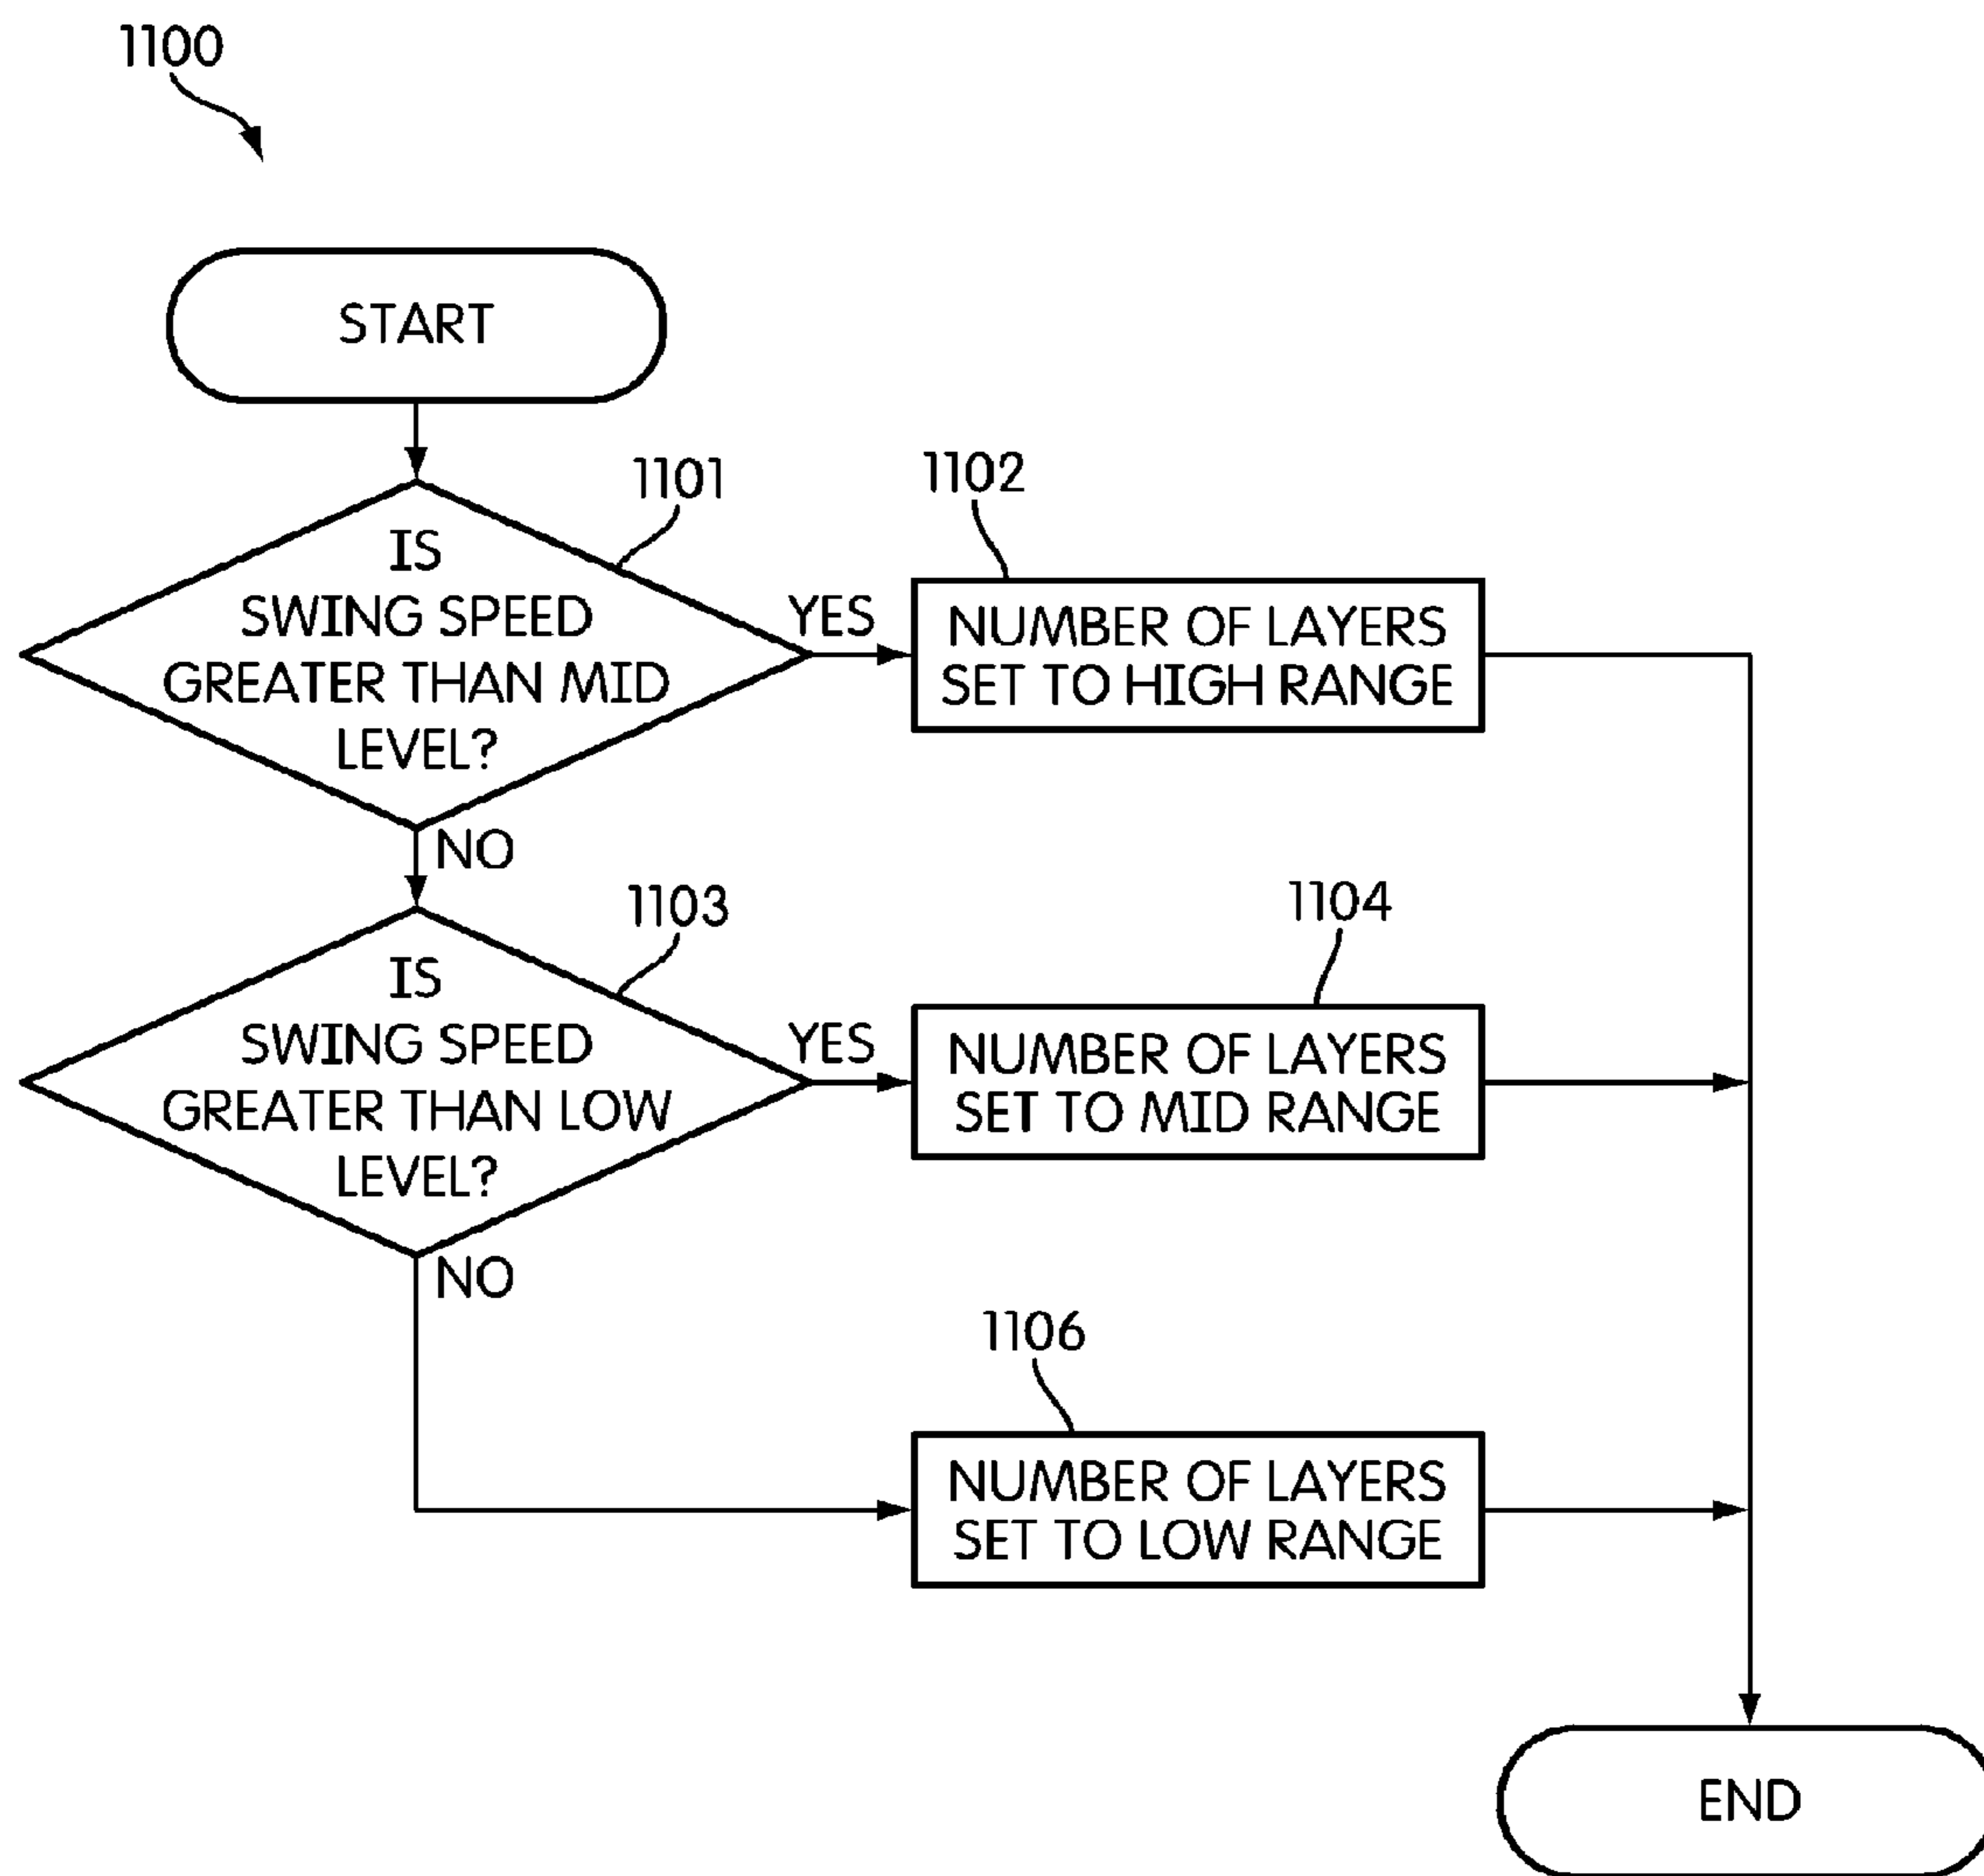 1100
START
1101
IS
SWING SPEED
GREATER THAN MID
LEVEL?
YES
1102
NUMBER OF LAYERS
SET TO HIGH RANGE
NO
1103
IS
SWING SPEED
GREATER THAN LOW
LEVEL?
YES
1104
NUMBER OF LAYERS
SET TO MID RANGE
NO
1106
NUMBER OF LAYERS
SET TO LOW RANGE
END